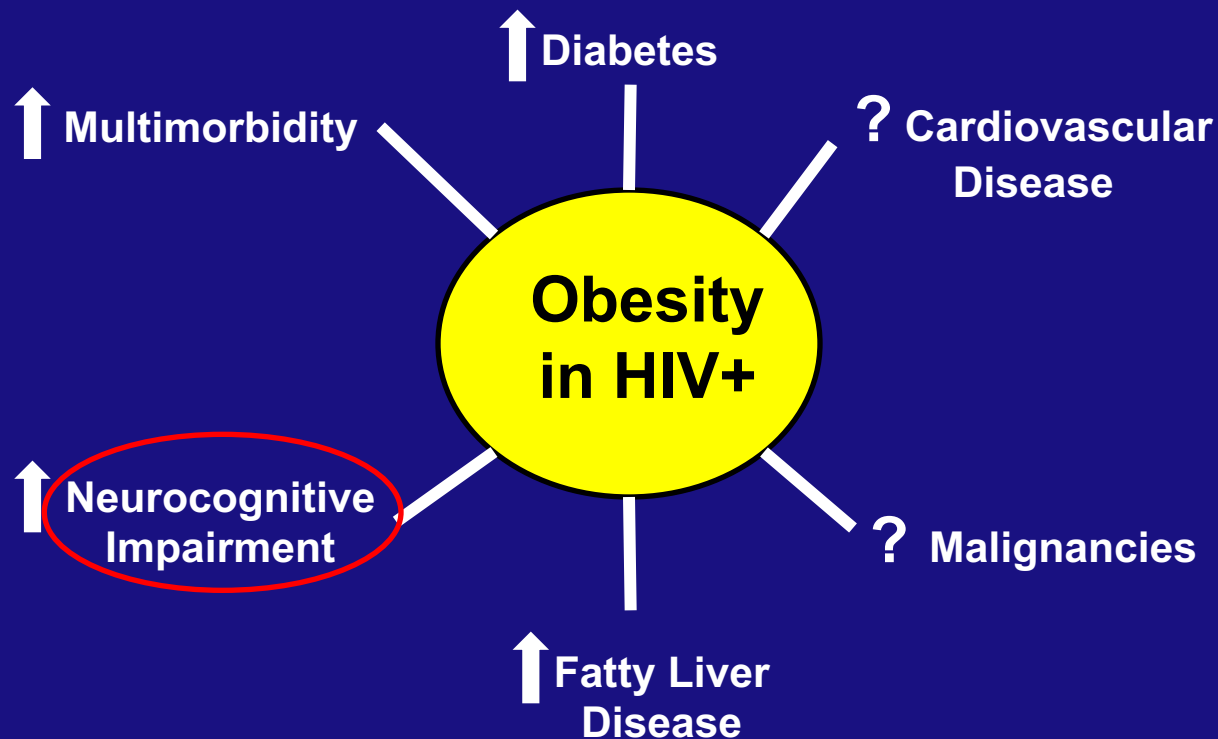 Diabetes
Multimorbidity
? Cardiovascular
Disease
Obesity
in HIV+
Neurocognitive
Impairment
? Malignancies
Fatty Liver
Disease